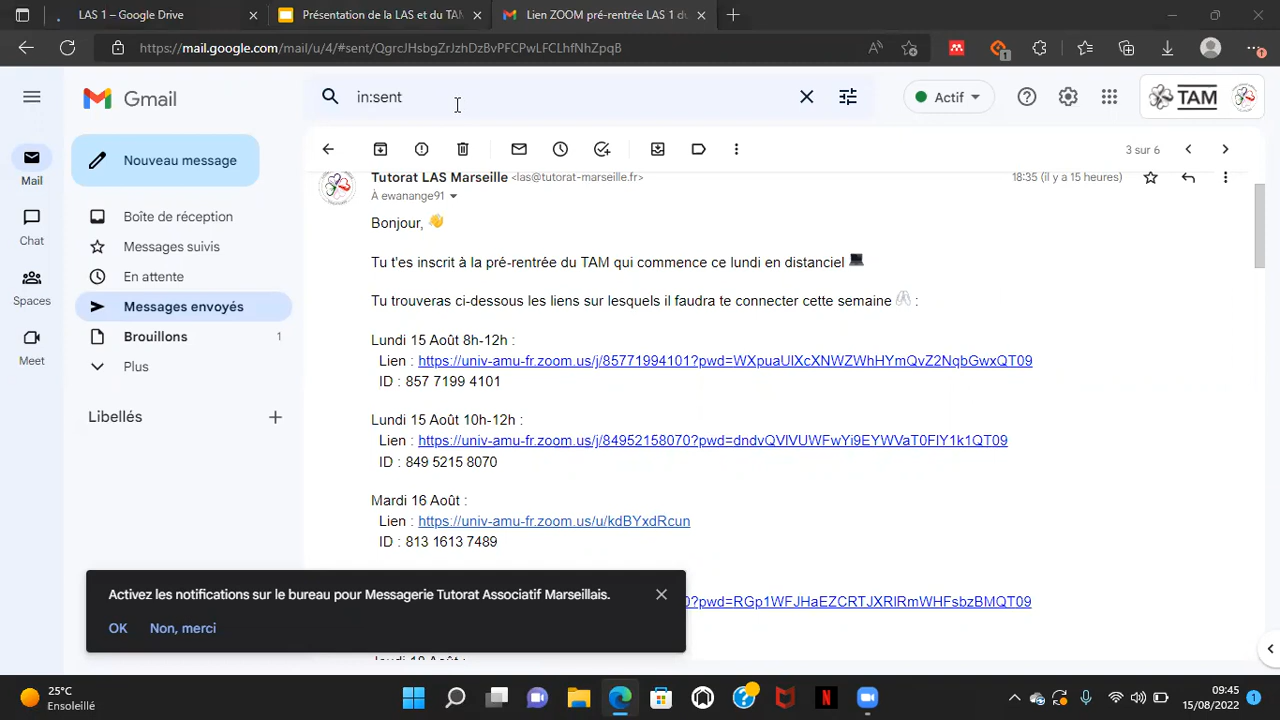 LAS 1 – Google Drive
Présentation de la LAS et du TAM
Lien ZOOM pré-rentrée LAS 1 du
https://mail.google.com/mail/u/4/#sent/QgrcJHsbgZrJzhDzBvPFCPwLFCLhfNhZpqB
Gmail
in:sent
Actif
TAM
Nouveau message
3 sur 6
Mail
Chat
Spaces
Meet
Boîte de réception
Messages suivis
En attente
Messages envoyés
Brouillons 1
Plus
Libellés
Tutorat LAS Marseille <las@tutorat-marseille.fr>
18:35 (il y a 15 heures)
À ewanange91
Bonjour, 👋
Tu t'es inscrit à la pré-rentrée du TAM qui commence ce lundi en distanciel 💻
Tu trouveras ci-dessous les liens sur lesquels il faudra te connecter cette semaine :
Lundi 15 Août 8h-12h :
Lien : https://univ-amu-fr.zoom.us/j/85771994101?pwd=WXpuaUlXcXNWZWhHYmQvZ2NqbGwxQT09
ID : 857 7199 4101
Lundi 15 Août 10h-12h :
Lien : https://univ-amu-fr.zoom.us/j/84952158070?pwd=dndvQVlVUWFwYi9EYWVaT0FlY1k1QT09
ID : 849 5215 8070
Mardi 16 Août :
Lien : https://univ-amu-fr.zoom.us/u/kdBYxdRcun
ID : 813 1613 7489
0?pwd=RGp1WFJHaEZCRTJXRlRmWHFsbzBMQT09
Activez les notifications sur le bureau pour Messagerie Tutorat Associatif Marseillais.
OK Non, merci
25°C
Ensoleillé
09:45
15/08/2022